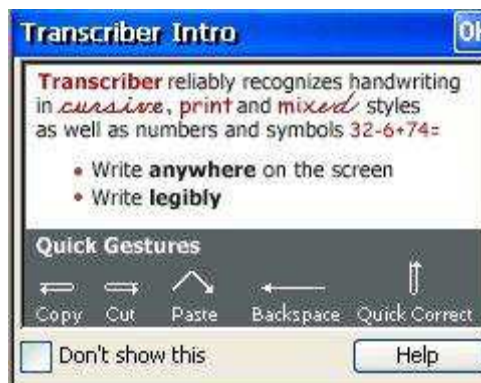 Transcriber Intro
Ok
Transcriber reliably recognizes handwriting
in cursive, print and mixed styles
as well as numbers and symbols 32-6+74=
• Write anywhere on the screen
• Write legibly
Quick Gestures
Copy Cut Paste Backspace Quick Correct
Don't show this
Help